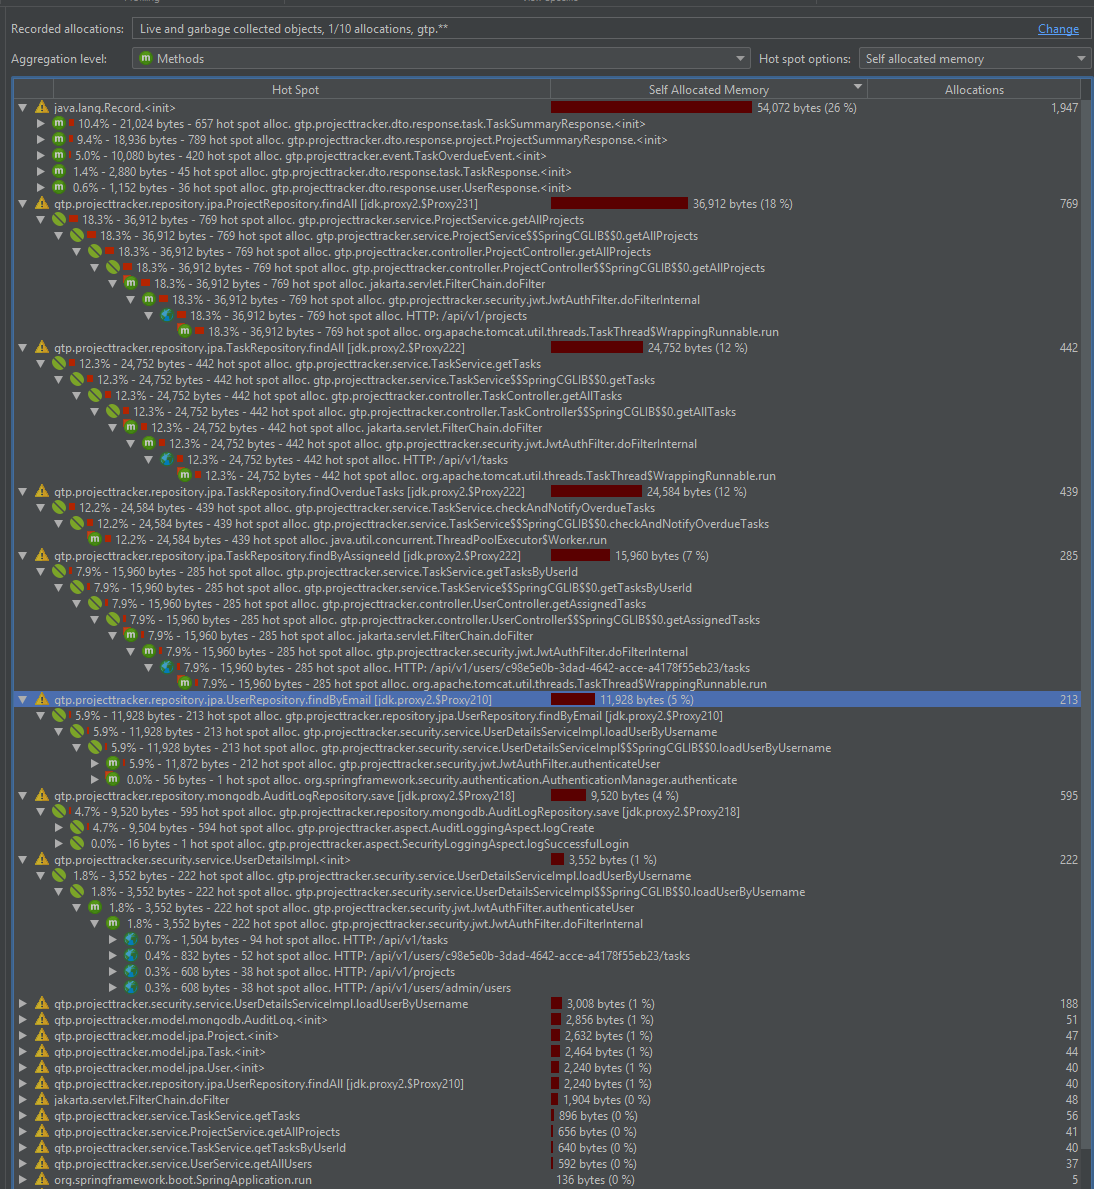 Recorded allocations: Live and garbage collected objects, 1/10 allocations, gtp.** Change
Aggregation level: m Methods Hot spot options: Self allocated memory
Hot Spot Self Allocated Memory Allocations
java.lang.Record.<init> 54,072 bytes (26 %) 1,947
m 10.4% - 21,024 bytes - 657 hot spot alloc. gtp.projecttracker.dto.response.task.TaskSummaryResponse.<init>
m 9.4% - 18,936 bytes - 789 hot spot alloc. gtp.projecttracker.dto.response.project.ProjectSummaryResponse.<init>
m 5.0% - 10,080 bytes - 420 hot spot alloc. gtp.projecttracker.event.TaskOverdueEvent.<init>
m 1.4% - 2,880 bytes - 45 hot spot alloc. gtp.projecttracker.dto.response.task.TaskResponse.<init>
m 0.6% - 1,152 bytes - 36 hot spot alloc. gtp.projecttracker.dto.response.user.UserResponse.<init>
gtp.projecttracker.repository.jpa.ProjectRepository.findAll [jdk.proxy2.$Proxy231] 36,912 bytes (18 %) 769
18.3% - 36,912 bytes - 769 hot spot alloc. gtp.projecttracker.service.ProjectService.getAllProjects
18.3% - 36,912 bytes - 769 hot spot alloc. gtp.projecttracker.service.ProjectService$$SpringCGLIB$$0.getAllProjects
18.3% - 36,912 bytes - 769 hot spot alloc. gtp.projecttracker.controller.ProjectController.getAllProjects
18.3% - 36,912 bytes - 769 hot spot alloc. gtp.projecttracker.controller.ProjectController$$SpringCGLIB$$0.getAllProjects
m 18.3% - 36,912 bytes - 769 hot spot alloc. jakarta.servlet.FilterChain.doFilter
m 18.3% - 36,912 bytes - 769 hot spot alloc. gtp.projecttracker.security.jwt.JwtAuthFilter.doFilterInternal
18.3% - 36,912 bytes - 769 hot spot alloc. HTTP: /api/v1/projects
m 18.3% - 36,912 bytes - 769 hot spot alloc. org.apache.tomcat.util.threads.TaskThread$WrappingRunnable.run
gtp.projecttracker.repository.jpa.TaskRepository.findAll [jdk.proxy2.$Proxy222] 24,752 bytes (12 %) 442
12.3% - 24,752 bytes - 442 hot spot alloc. gtp.projecttracker.service.TaskService.getTasks
12.3% - 24,752 bytes - 442 hot spot alloc. gtp.projecttracker.service.TaskService$$SpringCGLIB$$0.getTasks
12.3% - 24,752 bytes - 442 hot spot alloc. gtp.projecttracker.controller.TaskController.getAllTasks
12.3% - 24,752 bytes - 442 hot spot alloc. gtp.projecttracker.controller.TaskController$$SpringCGLIB$$0.getAllTasks
m 12.3% - 24,752 bytes - 442 hot spot alloc. jakarta.servlet.FilterChain.doFilter
m 12.3% - 24,752 bytes - 442 hot spot alloc. gtp.projecttracker.security.jwt.JwtAuthFilter.doFilterInternal
12.3% - 24,752 bytes - 442 hot spot alloc. HTTP: /api/v1/tasks
m 12.3% - 24,752 bytes - 442 hot spot alloc. org.apache.tomcat.util.threads.TaskThread$WrappingRunnable.run
gtp.projecttracker.repository.jpa.TaskRepository.findOverdueTasks [jdk.proxy2.$Proxy222] 24,584 bytes (12 %) 439
12.2% - 24,584 bytes - 439 hot spot alloc. gtp.projecttracker.service.TaskService.checkAndNotifyOverdueTasks
12.2% - 24,584 bytes - 439 hot spot alloc. gtp.projecttracker.service.TaskService$$SpringCGLIB$$0.checkAndNotifyOverdueTasks
m 12.2% - 24,584 bytes - 439 hot spot alloc. java.util.concurrent.ThreadPoolExecutor$Worker.run
gtp.projecttracker.repository.jpa.TaskRepository.findByAssigneeId [jdk.proxy2.$Proxy222] 15,960 bytes (7 %) 285
7.9% - 15,960 bytes - 285 hot spot alloc. gtp.projecttracker.service.TaskService.getTasksByUserId
7.9% - 15,960 bytes - 285 hot spot alloc. gtp.projecttracker.service.TaskService$$SpringCGLIB$$0.getTasksByUserId
7.9% - 15,960 bytes - 285 hot spot alloc. gtp.projecttracker.controller.UserController.getAssignedTasks
7.9% - 15,960 bytes - 285 hot spot alloc. gtp.projecttracker.controller.UserController$$SpringCGLIB$$0.getAssignedTasks
m 7.9% - 15,960 bytes - 285 hot spot alloc. jakarta.servlet.FilterChain.doFilter
m 7.9% - 15,960 bytes - 285 hot spot alloc. gtp.projecttracker.security.jwt.JwtAuthFilter.doFilterInternal
7.9% - 15,960 bytes - 285 hot spot alloc. HTTP: /api/v1/users/c98e5e0b-3dad-4642-acce-a4178f55eb23/tasks
m 7.9% - 15,960 bytes - 285 hot spot alloc. org.apache.tomcat.util.threads.TaskThread$WrappingRunnable.run
gtp.projecttracker.repository.jpa.UserRepository.findByEmail [jdk.proxy2.$Proxy210] 11,928 bytes (5 %) 213
5.9% - 11,928 bytes - 213 hot spot alloc. gtp.projecttracker.repository.jpa.UserRepository.findByEmail [jdk.proxy2.$Proxy210]
5.9% - 11,928 bytes - 213 hot spot alloc. gtp.projecttracker.security.service.UserDetailsServiceImpl.loadUserByUsername
5.9% - 11,928 bytes - 213 hot spot alloc. gtp.projecttracker.security.service.UserDetailsServiceImpl$$SpringCGLIB$$0.loadUserByUsername
m 5.9% - 11,872 bytes - 212 hot spot alloc. gtp.projecttracker.security.jwt.JwtAuthFilter.authenticateUser
m 0.0% - 56 bytes - 1 hot spot alloc. org.springframework.security.authentication.AuthenticationManager.authenticate
gtp.projecttracker.repository.mongodb.AuditLogRepository.save [jdk.proxy2.$Proxy218] 9,520 bytes (4 %) 595
4.7% - 9,520 bytes - 595 hot spot alloc. gtp.projecttracker.repository.mongodb.AuditLogRepository.save [jdk.proxy2.$Proxy218]
4.7% - 9,504 bytes - 594 hot spot alloc. gtp.projecttracker.aspect.AuditLoggingAspect.logCreate
0.0% - 16 bytes - 1 hot spot alloc. gtp.projecttracker.aspect.SecurityLoggingAspect.logSuccessfulLogin
gtp.projecttracker.security.service.UserDetailsImpl.<init> 3,552 bytes (1 %) 222
1.8% - 3,552 bytes - 222 hot spot alloc. gtp.projecttracker.security.service.UserDetailsServiceImpl.loadUserByUsername
1.8% - 3,552 bytes - 222 hot spot alloc. gtp.projecttracker.security.service.UserDetailsServiceImpl$$SpringCGLIB$$0.loadUserByUsername
m 1.8% - 3,552 bytes - 222 hot spot alloc. gtp.projecttracker.security.jwt.JwtAuthFilter.authenticateUser
m 1.8% - 3,552 bytes - 222 hot spot alloc. gtp.projecttracker.security.jwt.JwtAuthFilter.doFilterInternal
0.7% - 1,504 bytes - 94 hot spot alloc. HTTP: /api/v1/tasks
0.4% - 832 bytes - 52 hot spot alloc. HTTP: /api/v1/users/c98e5e0b-3dad-4642-acce-a4178f55eb23/tasks
0.3% - 608 bytes - 38 hot spot alloc. HTTP: /api/v1/projects
0.3% - 608 bytes - 38 hot spot alloc. HTTP: /api/v1/users/admin/users
gtp.projecttracker.security.service.UserDetailsServiceImpl.loadUserByUsername 3,008 bytes (1 %) 188
gtp.projecttracker.model.mongodb.AuditLog.<init> 2,856 bytes (1 %) 51
gtp.projecttracker.model.jpa.Project.<init> 2,632 bytes (1 %) 47
gtp.projecttracker.model.jpa.Task.<init> 2,464 bytes (1 %) 44
gtp.projecttracker.model.jpa.User.<init> 2,240 bytes (1 %) 40
gtp.projecttracker.repository.jpa.UserRepository.findAll [jdk.proxy2.$Proxy210] 2,240 bytes (1 %) 40
jakarta.servlet.FilterChain.doFilter 1,904 bytes (0 %) 48
gtp.projecttracker.service.TaskService.getTasks 896 bytes (0 %) 56
gtp.projecttracker.service.ProjectService.getAllProjects 656 bytes (0 %) 41
gtp.projecttracker.service.TaskService.getTasksByUserId 640 bytes (0 %) 40
gtp.projecttracker.service.UserService.getAllUsers 592 bytes (0 %) 37
org.springframework.boot.SpringApplication.run 136 bytes (0 %) 5